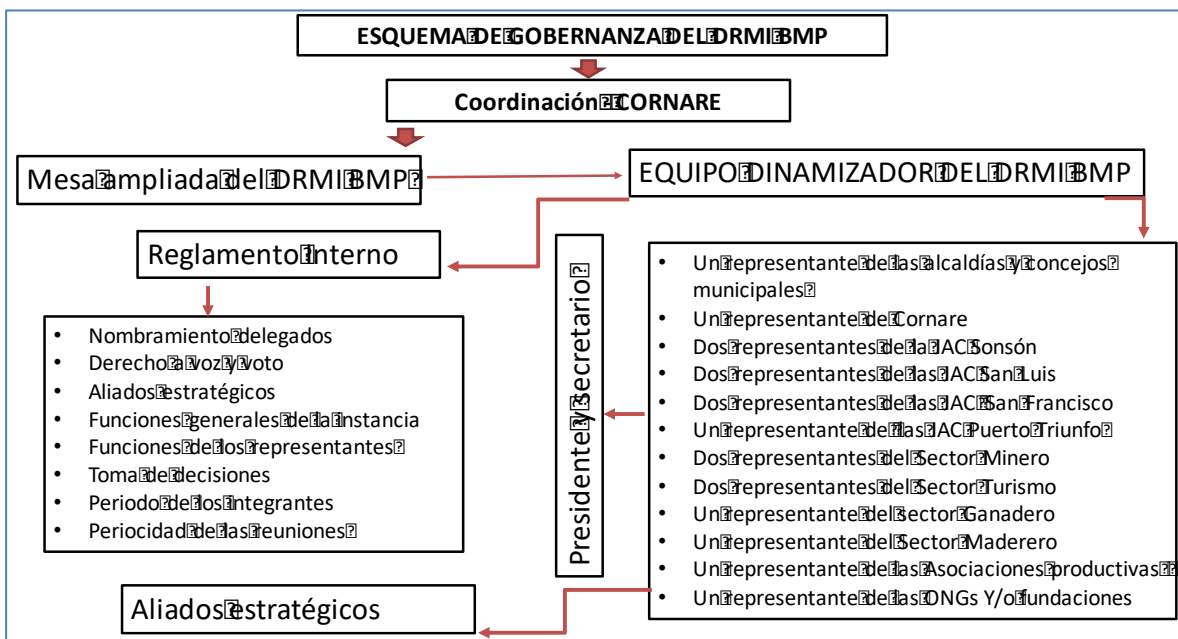 ESQUEMA DE GOBERNANZA DEL DRMI BMP
Coordinación - CORNARE
Mesa ampliada del DRMI BMP
EQUIPO DINAMIZADOR DEL DRMI BMP
Reglamento interno
• Nombramiento delegados
• Derecho a voz y voto
• Aliados estratégicos
• Funciones generales de la instancia
• Funciones de los representantes
• Toma de decisiones
• Periodo de los integrantes
• Periocidad de las reuniones
Presidente y secretario
• Un representante de las alcaldías y concejos
municipales
• Un representante de Cornare
• Dos representantes de la JAC Sonsón
• Dos representantes de las JAC San Luis
• Dos representantes de las JAC San Francisco
• Un representante de las JAC Puerto Triunfo
• Dos representantes del Sector Minero
• Dos representantes del Sector Turismo
• Un representante del sector Ganadero
• Un representante del Sector Maderero
• Un representante de las Asociaciones productivas
• Un representante de las ONGs Y/o fundaciones
Aliados estratégicos